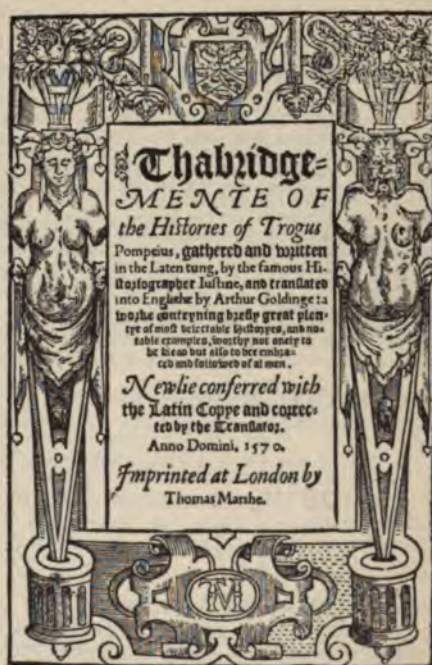 Thabridge=
MENTE OF
the Histories of Trogus
Pompeius, gathered and written
in the Laten tung, by the famous Hi-
storiographer Iustine, and translated
into Englishe by Arthur Goldinge: a
worke conteyning brefly great plen-
tye of most delectable Historyes, and no-
table examples, worthy not onely to
be Read but also to bee embra-
ced and followed of al men.
Newlie conferred with
the Latin Copye and correc-
ted by the Translator.
Anno Domini. 1570.
Imprinted at London by
Thomas Marshe.
TM